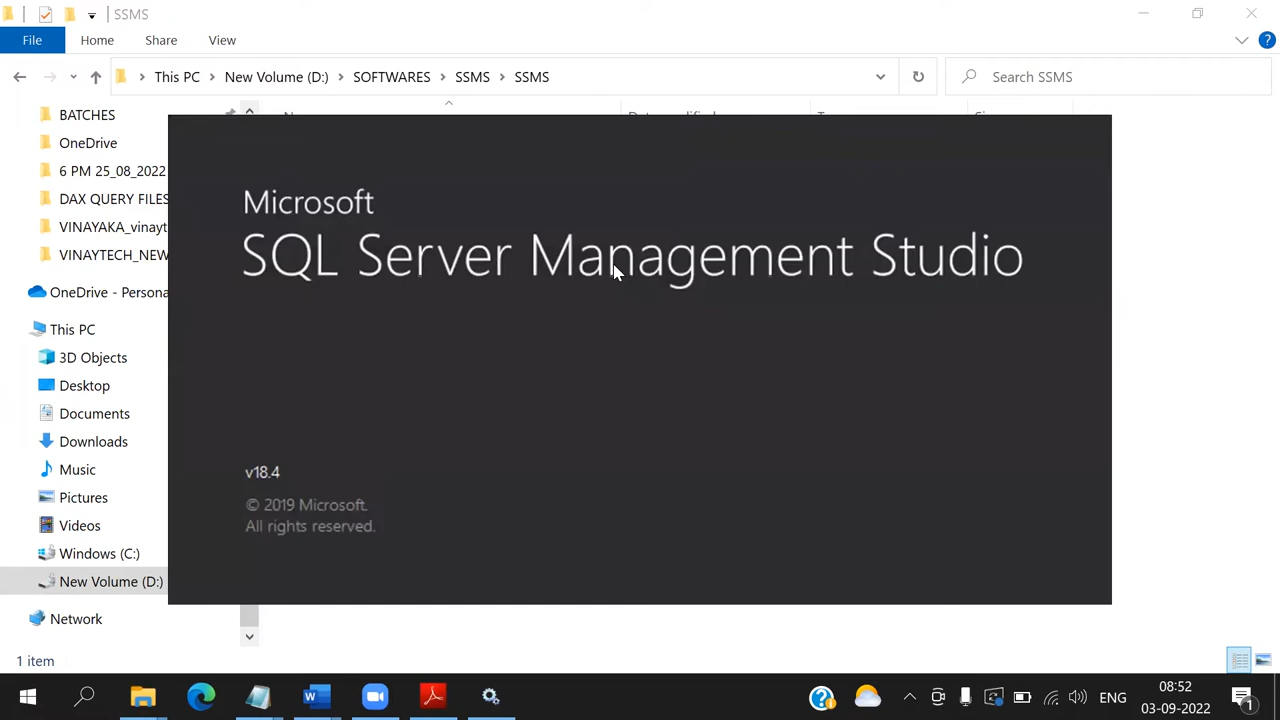 SSMS
File
Home
Share
View
This PC
New Volume (D:)
SOFTWARES
SSMS
SSMS
Search SSMS
BATCHES
OneDrive
6 PM 25_08_2022
DAX QUERY FILES
VINAYAKA_vinayt
VINAYTECH_NEW
OneDrive - Persona
This PC
3D Objects
Desktop
Documents
Downloads
Music
Pictures
Videos
Windows (C:)
New Volume (D:)
Network
1 item
Microsoft
SQL Server Management Studio
v18.4
© 2019 Microsoft.
All rights reserved.
ENG
08:52
03-09-2022
1